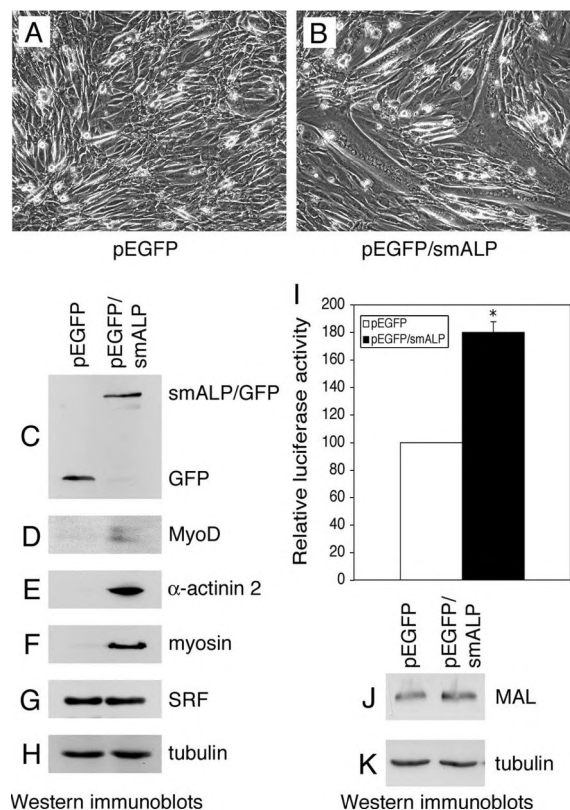 A
B
pEGFP
pEGFP/smALP
pEGFP
pEGFP/
smALP
C
smALP/GFP
GFP
D
MyoD
E
α-actinin 2
F
myosin
G
SRF
H
tubulin
Western immunoblots
I
Relative luciferase activity
200
180
160
140
120
100
80
60
40
20
0
pEGFP
pEGFP/smALP
*
pEGFP
pEGFP/
smALP
J
MAL
K
tubulin
Western immunoblots